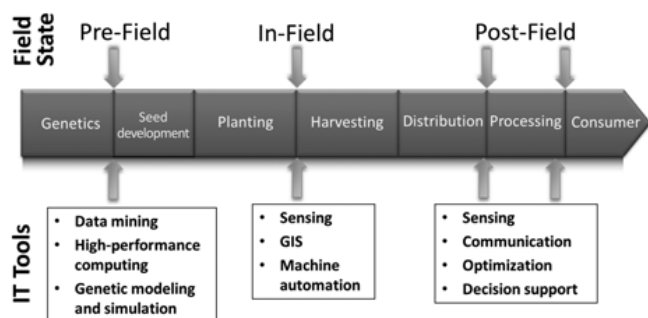 Field
State
Pre-Field
In-Field
Post-Field
Genetics
Seed
development
Planting
Harvesting
Distribution
Processing
Consumer
IT Tools
• Data mining
• High-performance
computing
• Genetic modeling
and simulation
• Sensing
• GIS
• Machine
automation
• Sensing
• Communication
• Optimization
• Decision support